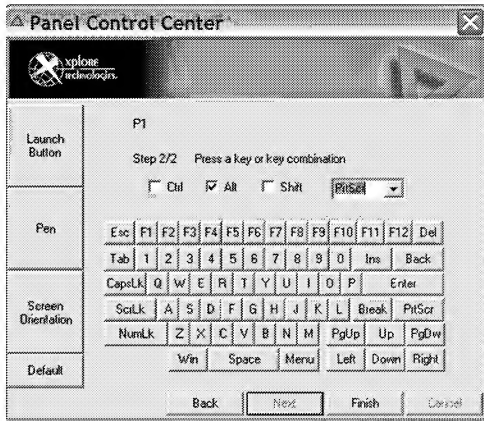 Panel Control Center
xplore
Technologies.
Launch
Button
Pen
Screen
Orientation
Default
P1
Step 2/2 Press a key or key combination
Ctrl Alt Shift PrtScr
Esc F1 F2 F3 F4 F5 F6 F7 F8 F9 F10 F11 F12 Del
Tab 1 2 3 4 5 6 7 8 9 0 Ins Back
CapsLk Q W E R T Y U I O P Enter
ScrLk A S D F G H J K L Break PrtScr
NumLk Z X C V B N M PgUp Up PgDw
Win Space Menu Left Down Right
Back Next Finish Cancel